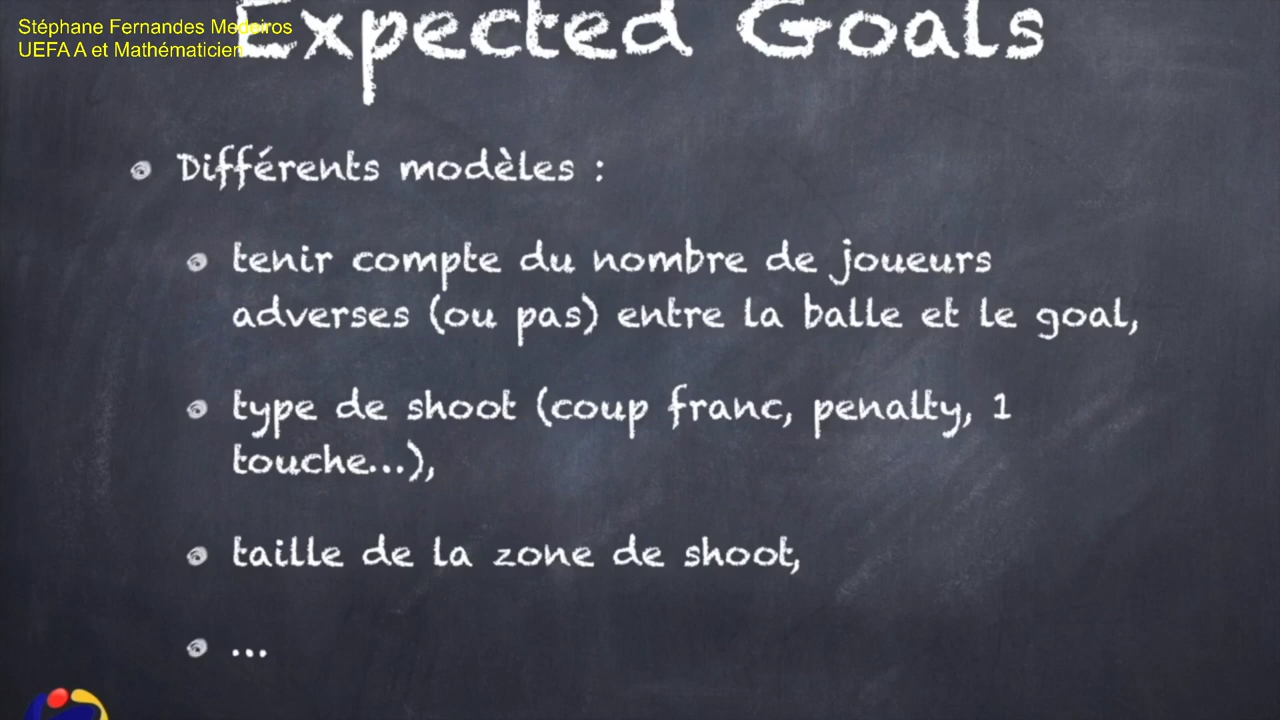 Stéphane Fernandes Medeiros
UEFA A et Mathématicien
Expected Goals
Différents modèles :
tenir compte du nombre de joueurs
adverses (ou pas) entre la balle et le goal,
type de shoot (coup franc, penalty, 1
touche...),
taille de la zone de shoot,
...